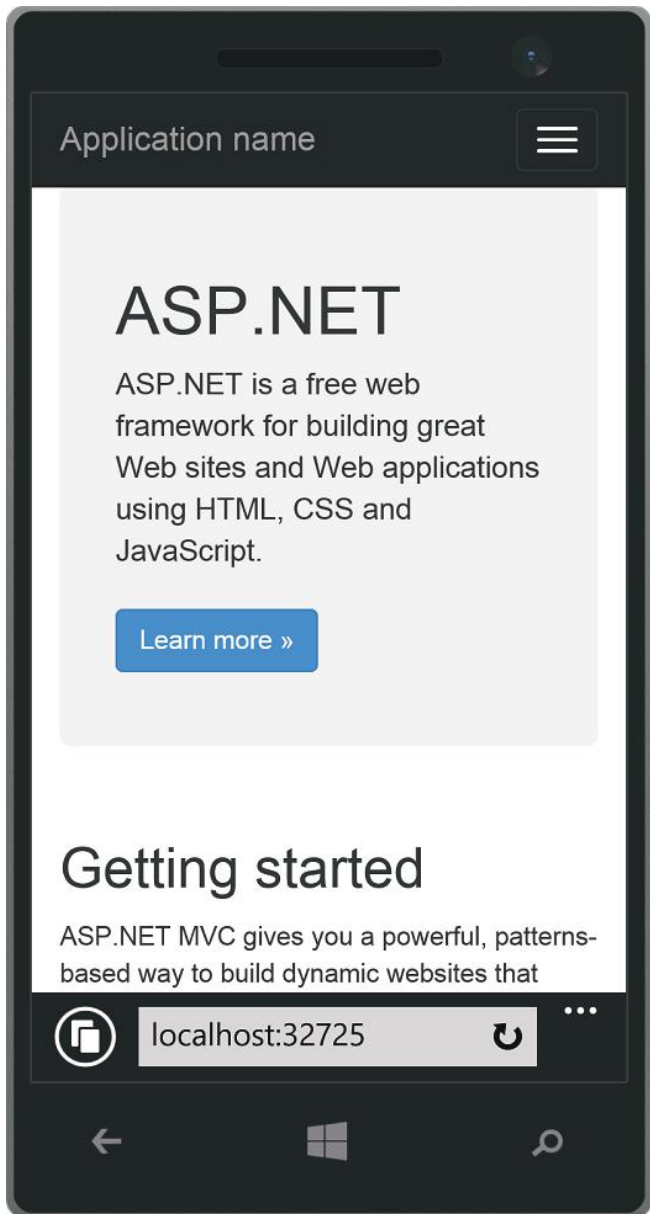 Application name
ASP.NET
ASP.NET is a free web
framework for building great
Web sites and Web applications
using HTML, CSS and
JavaScript.
Learn more »
Getting started
ASP.NET MVC gives you a powerful, patterns-
based way to build dynamic websites that
localhost:32725